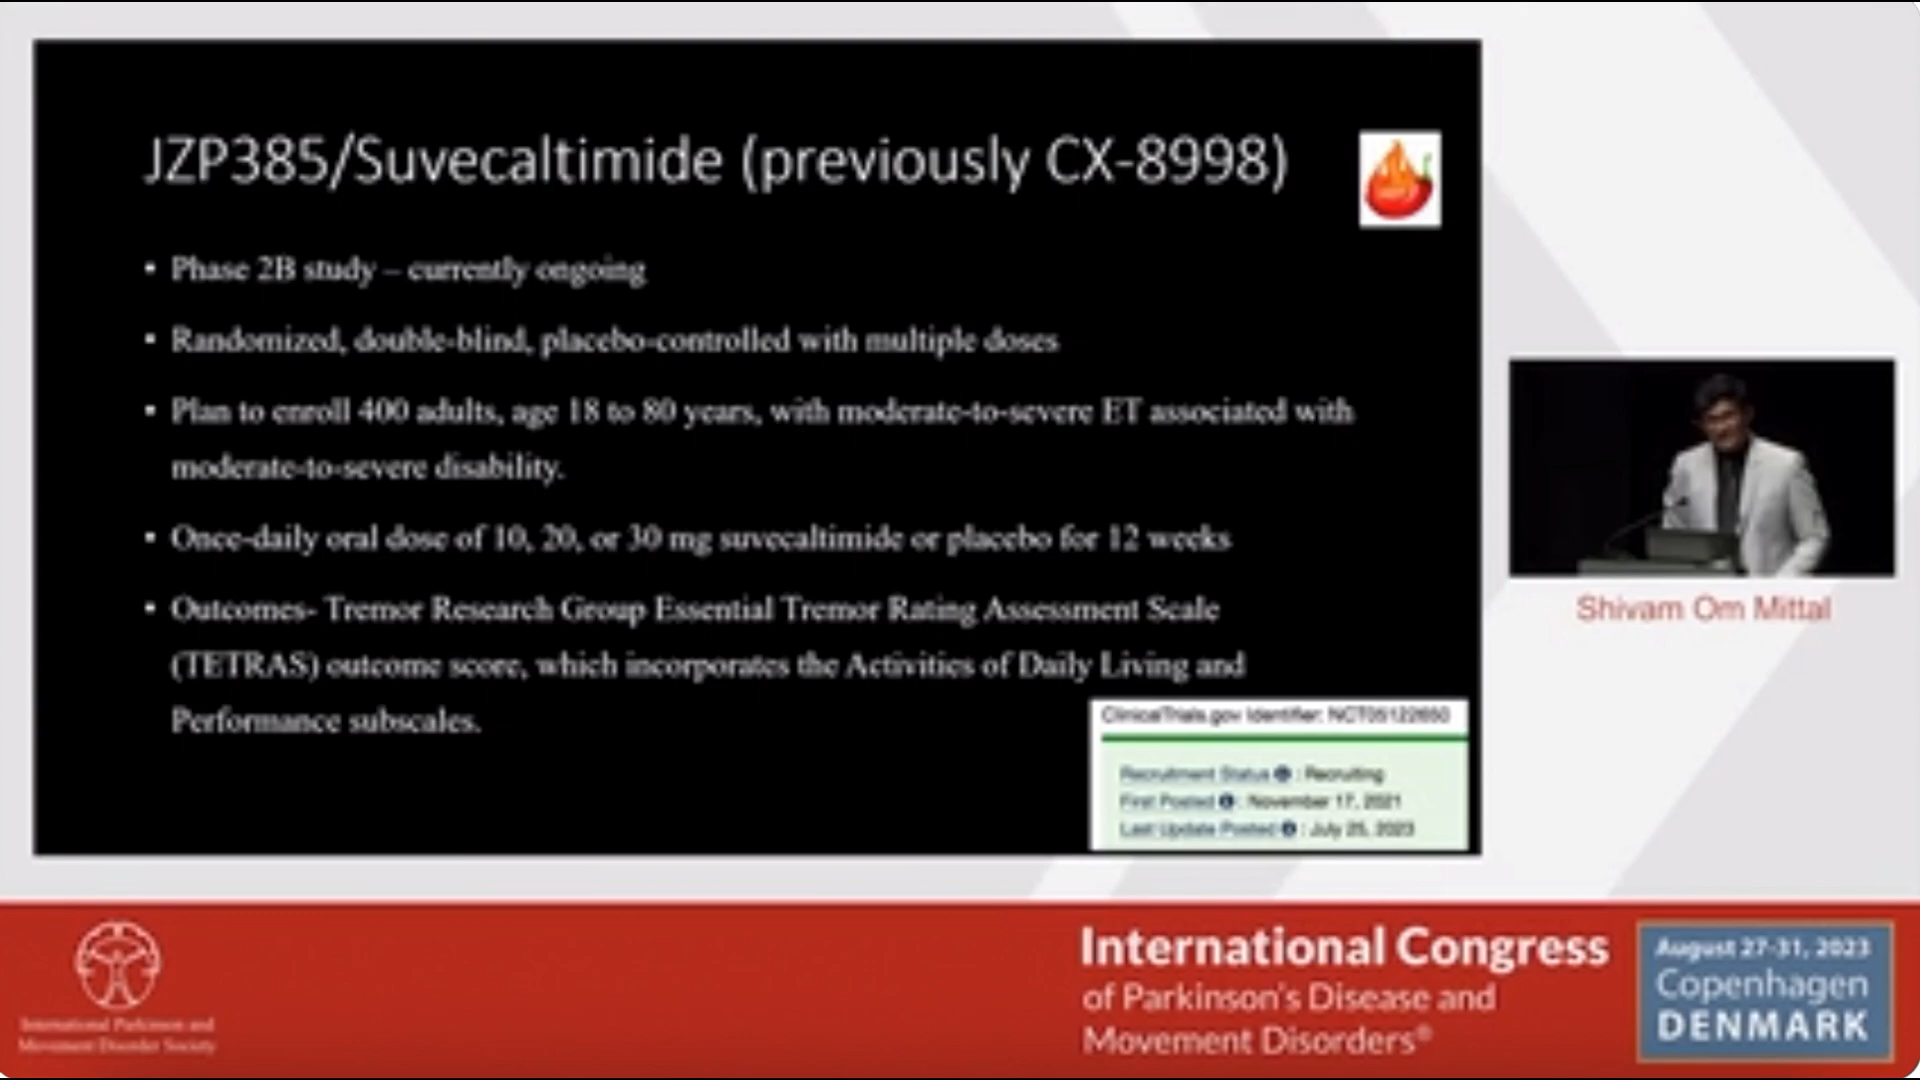 JZP385/Suvecaltimide (previously CX-8998)
• Phase 2B study – currently ongoing
• Randomized, double-blind, placebo-controlled with multiple doses
• Plan to enroll 400 adults, age 18 to 80 years, with moderate-to-severe ET associated with
moderate-to-severe disability.
• Once-daily oral dose of 10, 20, or 30 mg suvecaltimide or placebo for 12 weeks
• Outcomes- Tremor Research Group Essential Tremor Rating Assessment Scale
(TETRAS) outcome score, which incorporates the Activities of Daily Living and
Performance subscales.
ClinicalTrials.gov Identifier: NCT05122650
Recruitment Status : Recruiting
First Posted : November 17, 2021
Last Update Posted : July 25, 2023
Shivam Om Mittal
International Parkinson and
Movement Disorder Society
International Congress
of Parkinson's Disease and
Movement Disorders®
August 27-31, 2023
Copenhagen
DENMARK